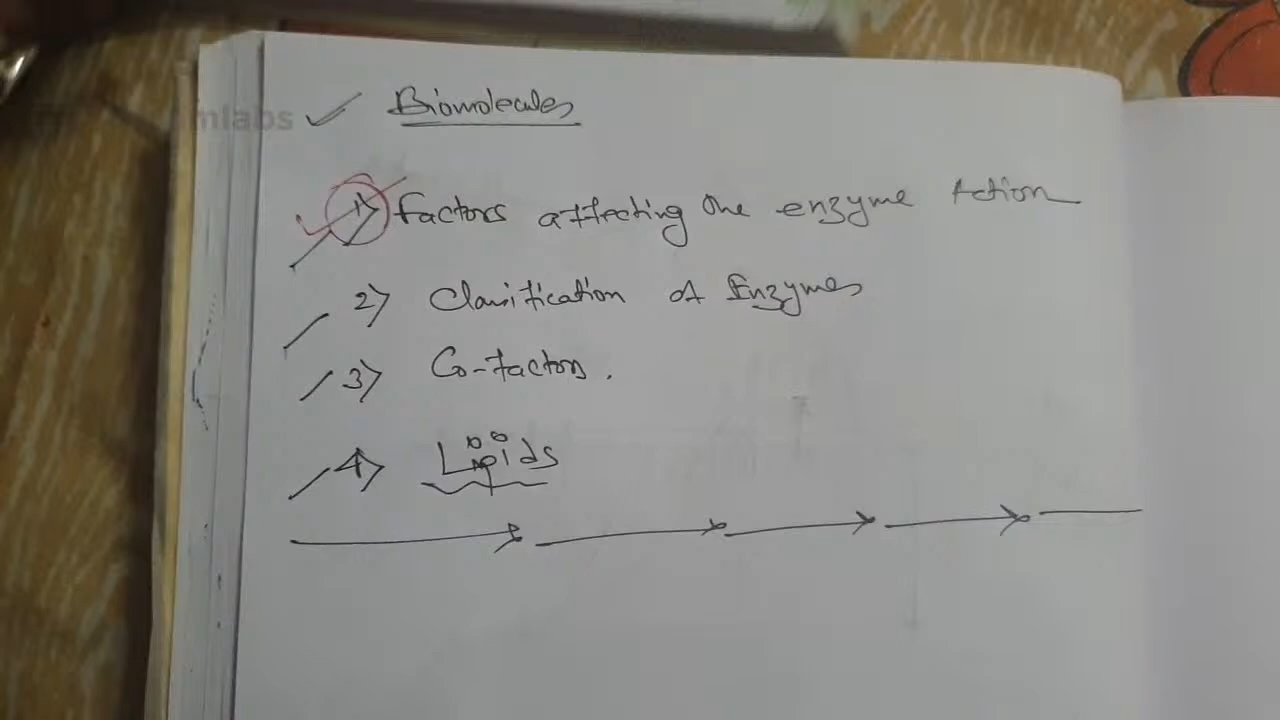 Biomolecules
1) Factors affecting the enzyme Action
2) Classification of Enzymes
3) Co-factors.
4) Lipids